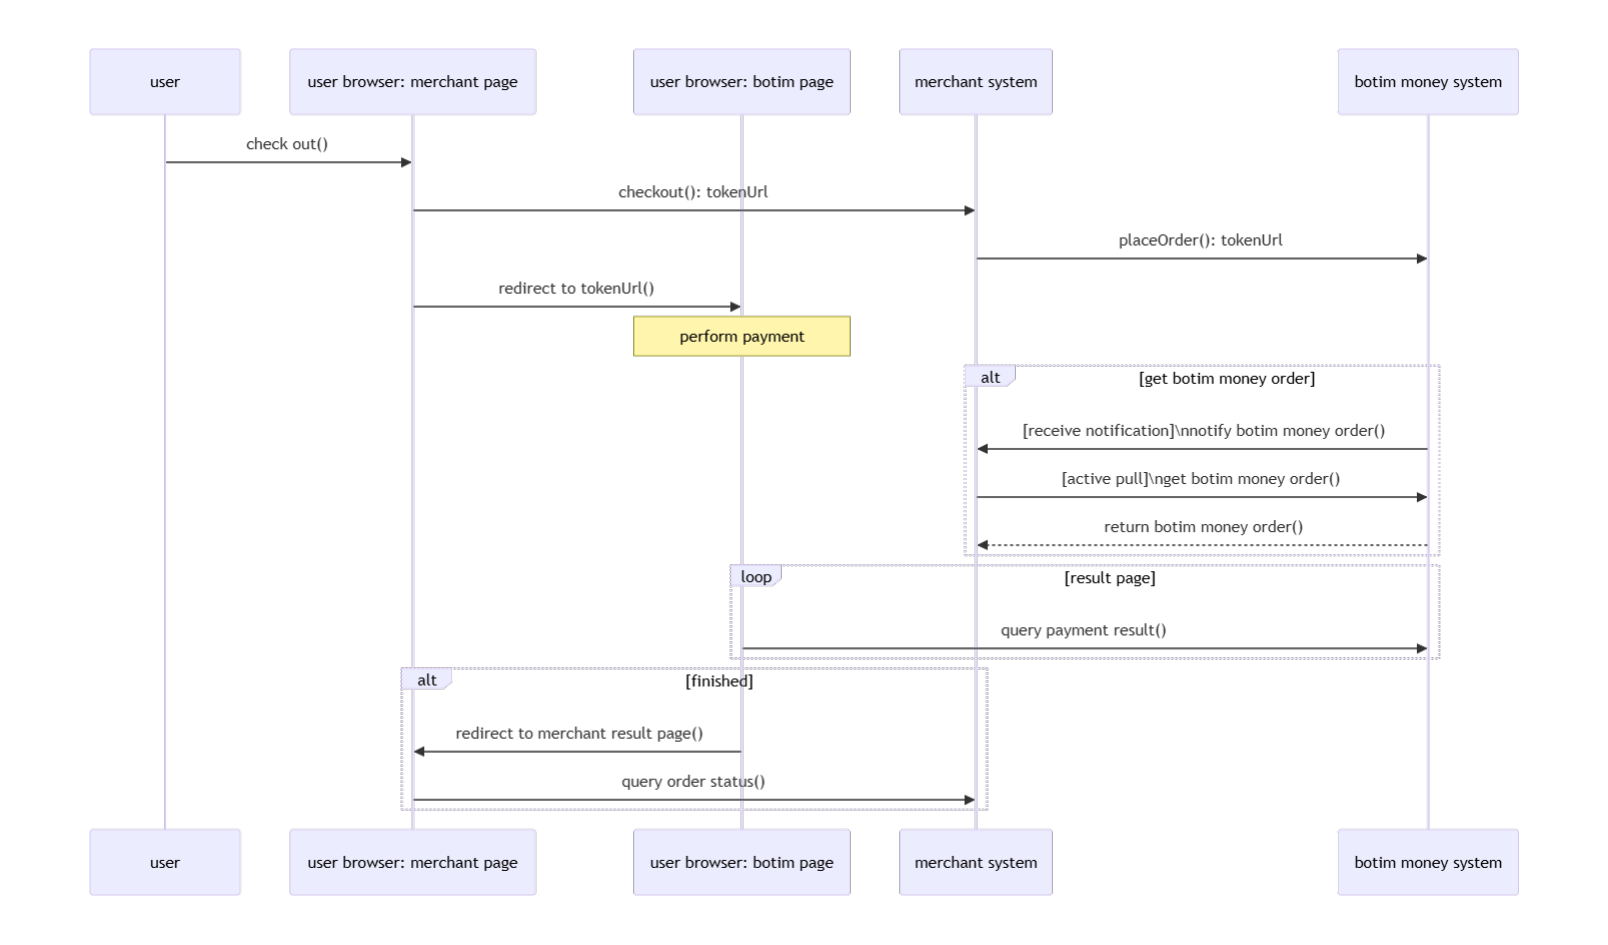 user
user browser: merchant page
user browser: botim page
merchant system
botim money system
check out()
checkout(): tokenUrl
placeOrder(): tokenUrl
redirect to tokenUrl()
perform payment
alt
[get botim money order]
[receive notification]\nnotify botim money order()
[active pull]\nget botim money order()
return botim money order()
loop
[result page]
query payment result()
alt
[finished]
redirect to merchant result page()
query order status()
user
user browser: merchant page
user browser: botim page
merchant system
botim money system